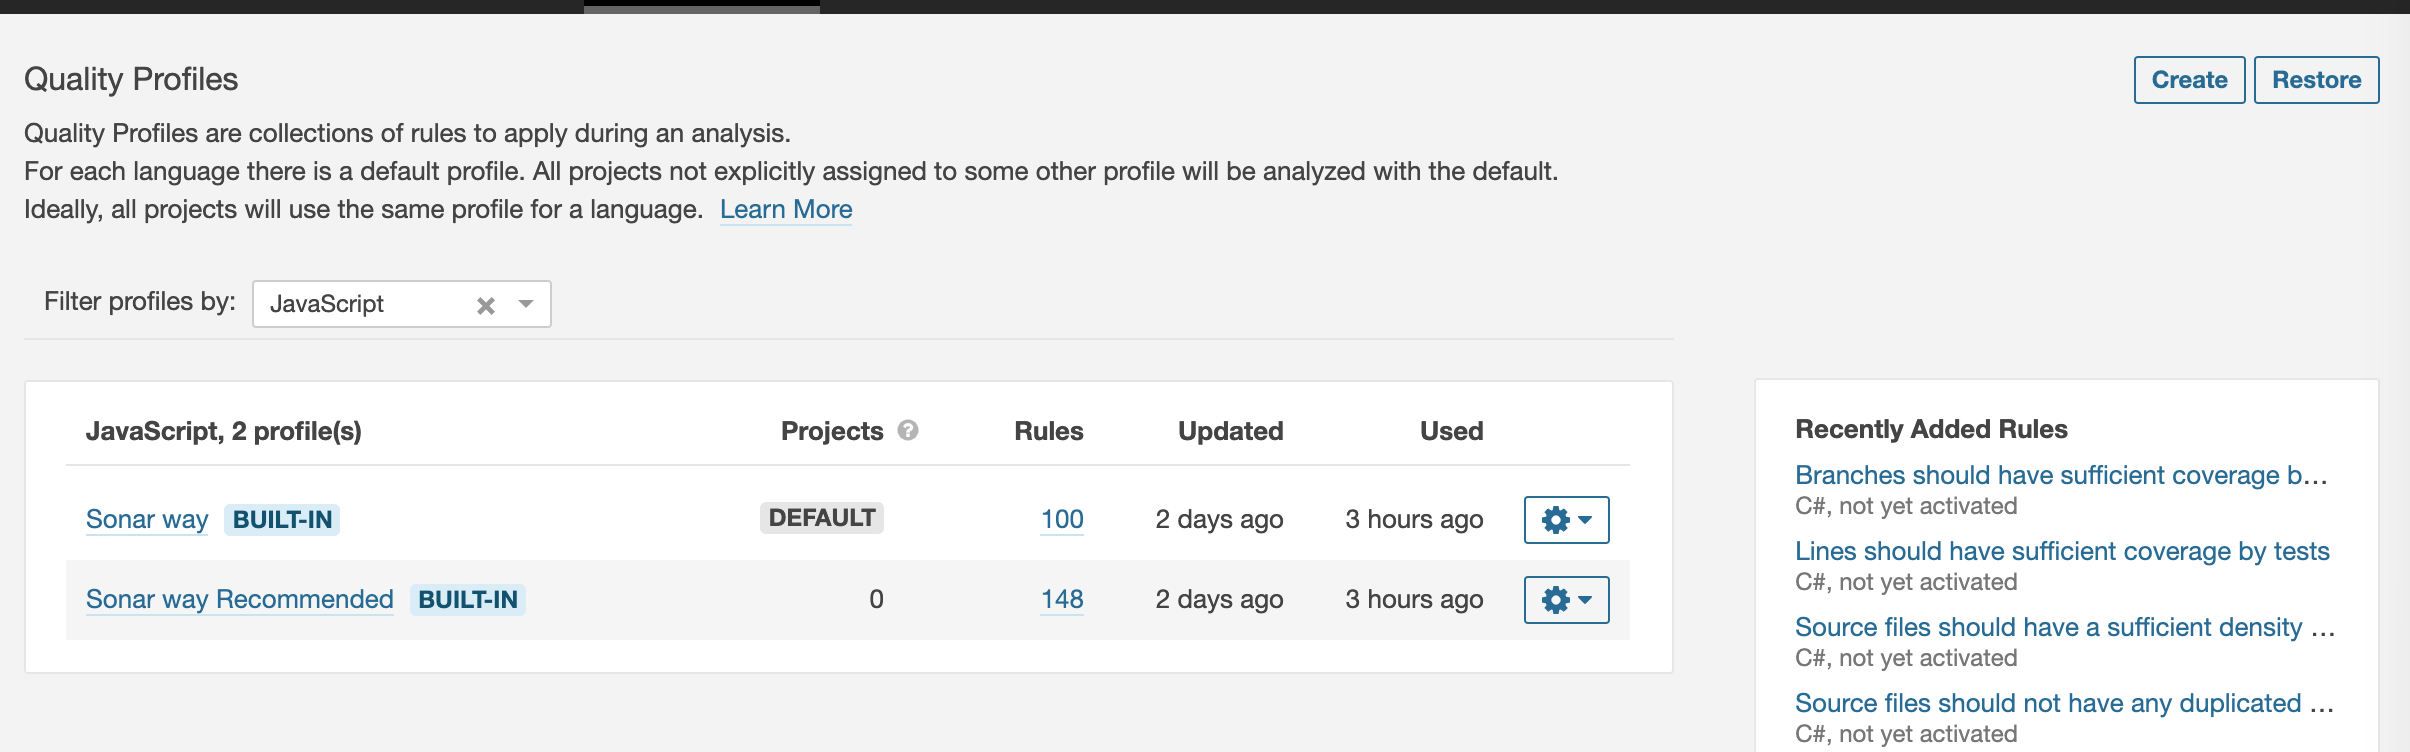 Quality Profiles
Create
Restore
Quality Profiles are collections of rules to apply during an analysis.
For each language there is a default profile. All projects not explicitly assigned to some other profile will be analyzed with the default.
Ideally, all projects will use the same profile for a language. Learn More
Filter profiles by: JavaScript
JavaScript, 2 profile(s) Projects ? Rules Updated Used
Sonar way BUILT-IN DEFAULT 100 2 days ago 3 hours ago
Sonar way Recommended BUILT-IN 0 148 2 days ago 3 hours ago
Recently Added Rules
Branches should have sufficient coverage b...
C#, not yet activated
Lines should have sufficient coverage by tests
C#, not yet activated
Source files should have a sufficient density ...
C#, not yet activated
Source files should not have any duplicated ...
C#, not yet activated